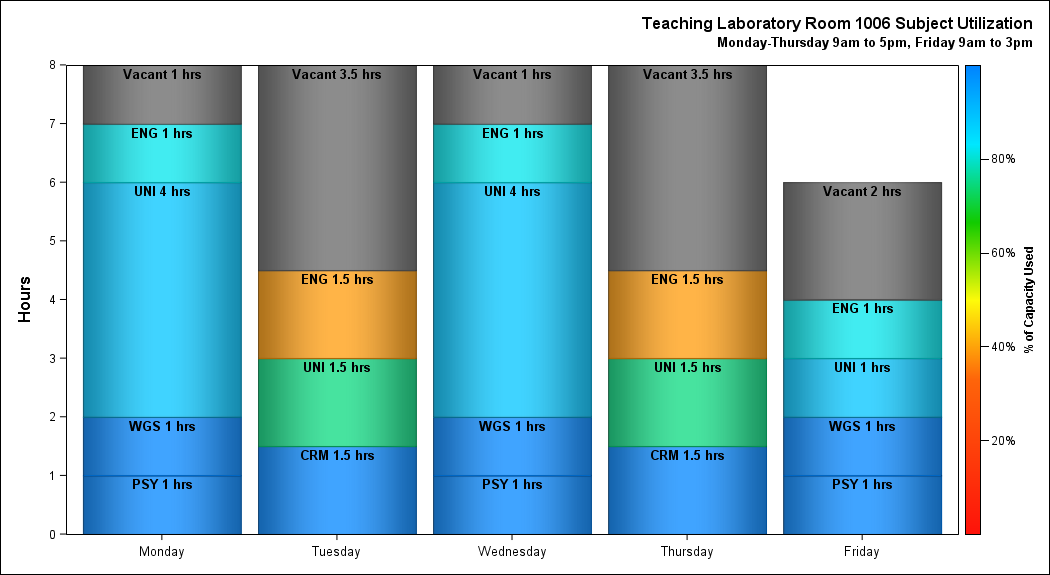 Teaching Laboratory Room 1006 Subject Utilization
Monday-Thursday 9am to 5pm, Friday 9am to 3pm
Hours
8
7
6
5
4
3
2
1
0
Vacant 1 hrs
ENG 1 hrs
UNI 4 hrs
WGS 1 hrs
PSY 1 hrs
Vacant 3.5 hrs
ENG 1.5 hrs
UNI 1.5 hrs
CRM 1.5 hrs
Vacant 1 hrs
ENG 1 hrs
UNI 4 hrs
WGS 1 hrs
PSY 1 hrs
Vacant 3.5 hrs
ENG 1.5 hrs
UNI 1.5 hrs
CRM 1.5 hrs
Vacant 2 hrs
ENG 1 hrs
UNI 1 hrs
WGS 1 hrs
PSY 1 hrs
Monday Tuesday Wednesday Thursday Friday
80%
60%
40%
20%
% of Capacity Used